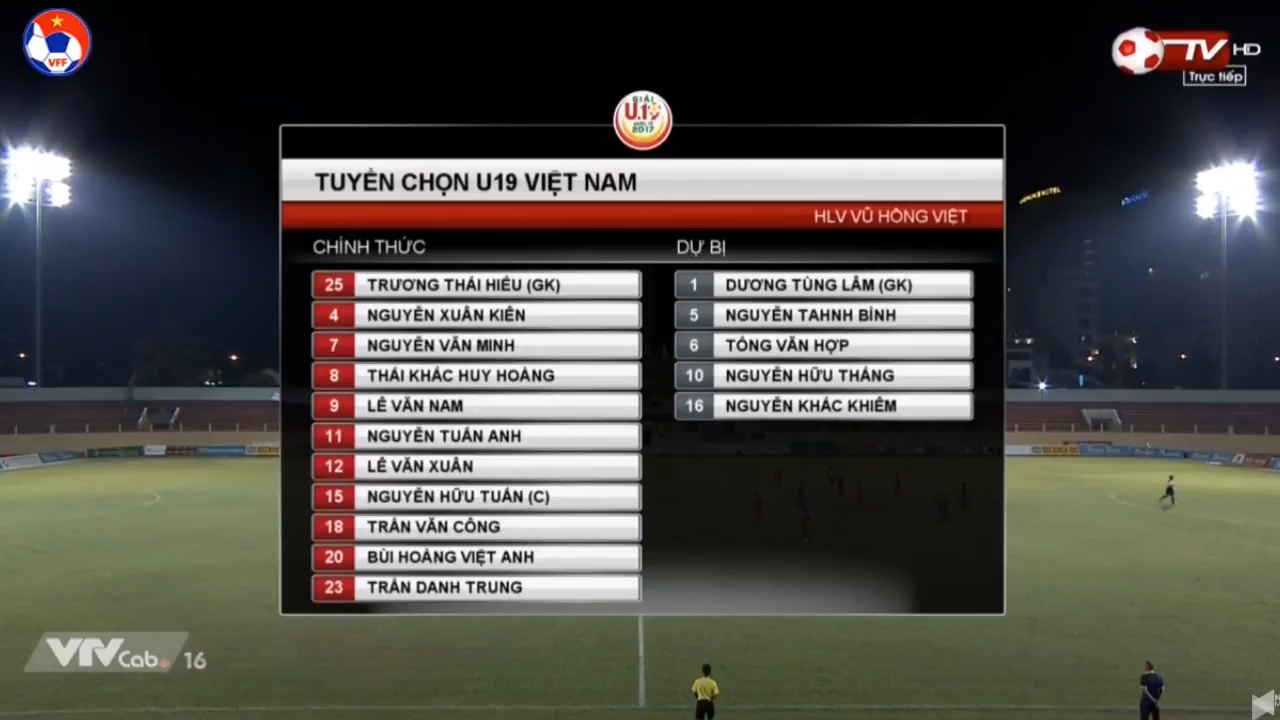 VFF
TV HD
Trực tiếp
GIẢI
U.19
QUỐC TẾ
2017
TUYỂN CHỌN U19 VIỆT NAM
HLV VŨ HỒNG VIỆT
CHÍNH THỨC
DỰ BỊ
25 TRƯƠNG THÁI HIẾU (GK)
4 NGUYỄN XUÂN KIÊN
7 NGUYỄN VĂN MINH
8 THÁI KHẮC HUY HOÀNG
9 LÊ VĂN NAM
11 NGUYỄN TUẤN ANH
12 LÊ VĂN XUÂN
15 NGUYỄN HỮU TUẤN (C)
18 TRẦN VĂN CÔNG
20 BÙI HOÀNG VIỆT ANH
23 TRẦN DANH TRUNG
1 DƯƠNG TÙNG LÂM (GK)
5 NGUYỄN TAHNH BÌNH
6 TỐNG VĂN HỢP
10 NGUYỄN HỮU THẮNG
16 NGUYỄN KHẮC KHIÊM
VTVCab 16